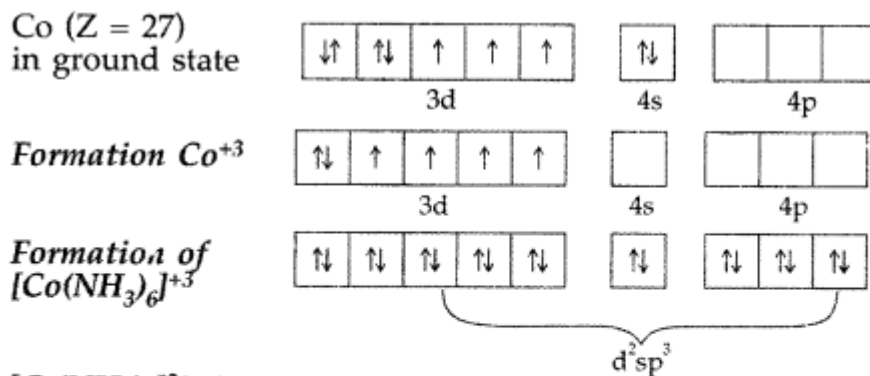 Co (Z = 27)
in ground state
↓↑ ↑↓ ↑ ↑ ↑ ↑↓
3d 4s 4p
Formation Co⁺³
↑↓ ↑ ↑ ↑ ↑
3d 4s 4p
Formation of
[Co(NH₃)₆]⁺³
↑↓ ↑↓ ↑↓ ↑↓ ↑↓ ↑↓ ↑↓ ↑↓ ↑↓
d²sp³